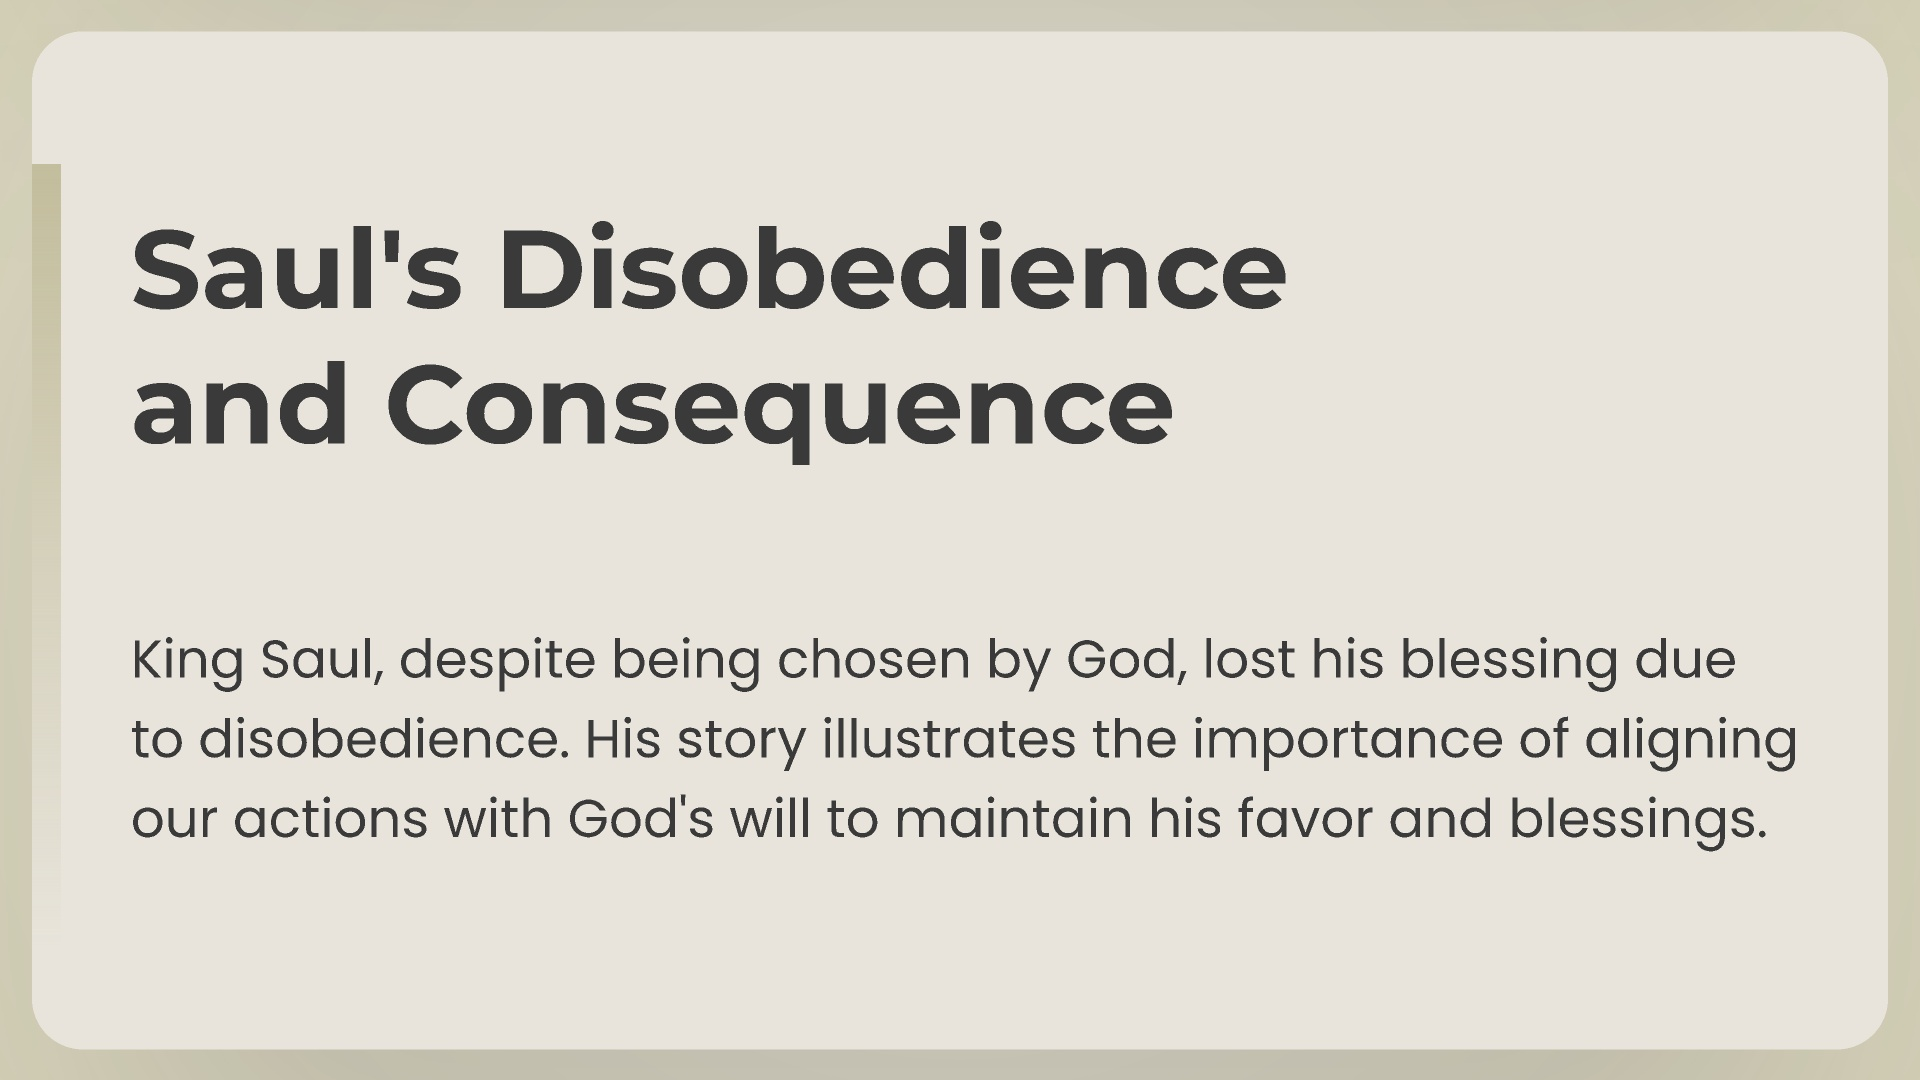 Saul's Disobedience
and Consequence
King Saul, despite being chosen by God, lost his blessing due
to disobedience. His story illustrates the importance of aligning
our actions with God's will to maintain his favor and blessings.